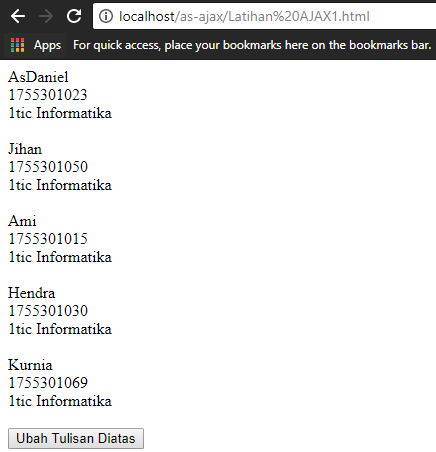 localhost/as-ajax/Latihan%20AJAX1.html
Apps For quick access, place your bookmarks here on the bookmarks bar.
AsDaniel
1755301023
1tic Informatika
Jihan
1755301050
1tic Informatika
Ami
1755301015
1tic Informatika
Hendra
1755301030
1tic Informatika
Kurnia
1755301069
1tic Informatika
Ubah Tulisan Diatas